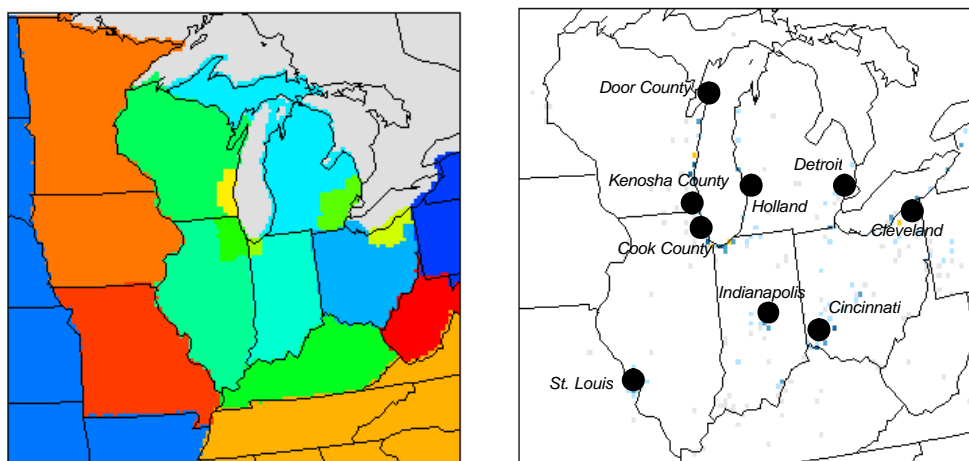 Door County
Detroit
Kenosha County
Holland
Cleveland
Cook County
Indianapolis
Cincinnati
St. Louis